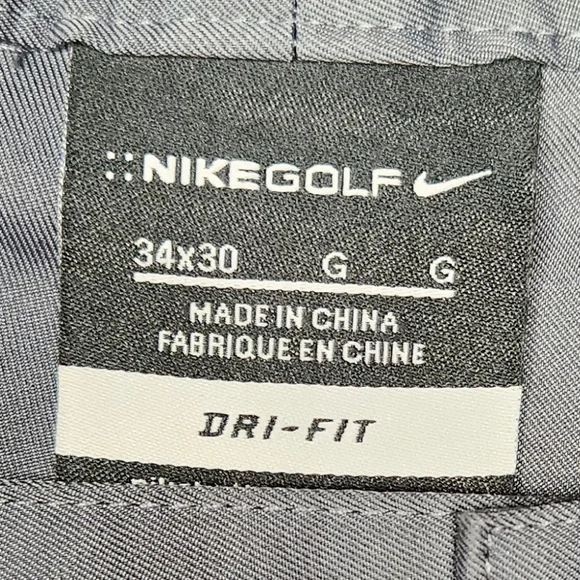 NIKEGOLF
34x30 G G
MADE IN CHINA
FABRIQUE EN CHINE
DRI-FIT